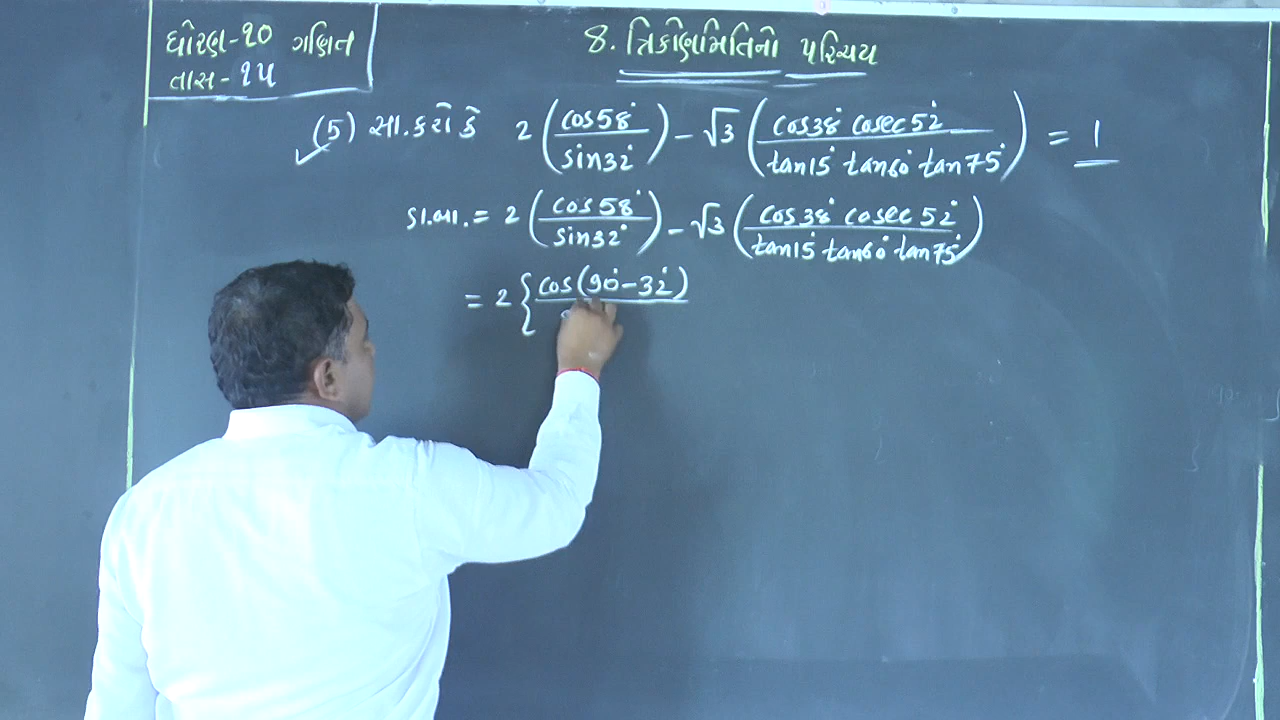 ધોરણ-૧૦ ગણિત
તાસ-૧૫
8. ત્રિકોણમિતિનો પરિચય
(5) સા.કરો કે 2 (cos58°/sin32°) - √3 (cos38° cosec52°/tan15° tan60° tan75°) = 1
ડા.બા. = 2 (cos58°/sin32°) - √3 (cos38° cosec52°/tan15° tan60° tan75°)
= 2 {cos(90°-32°)